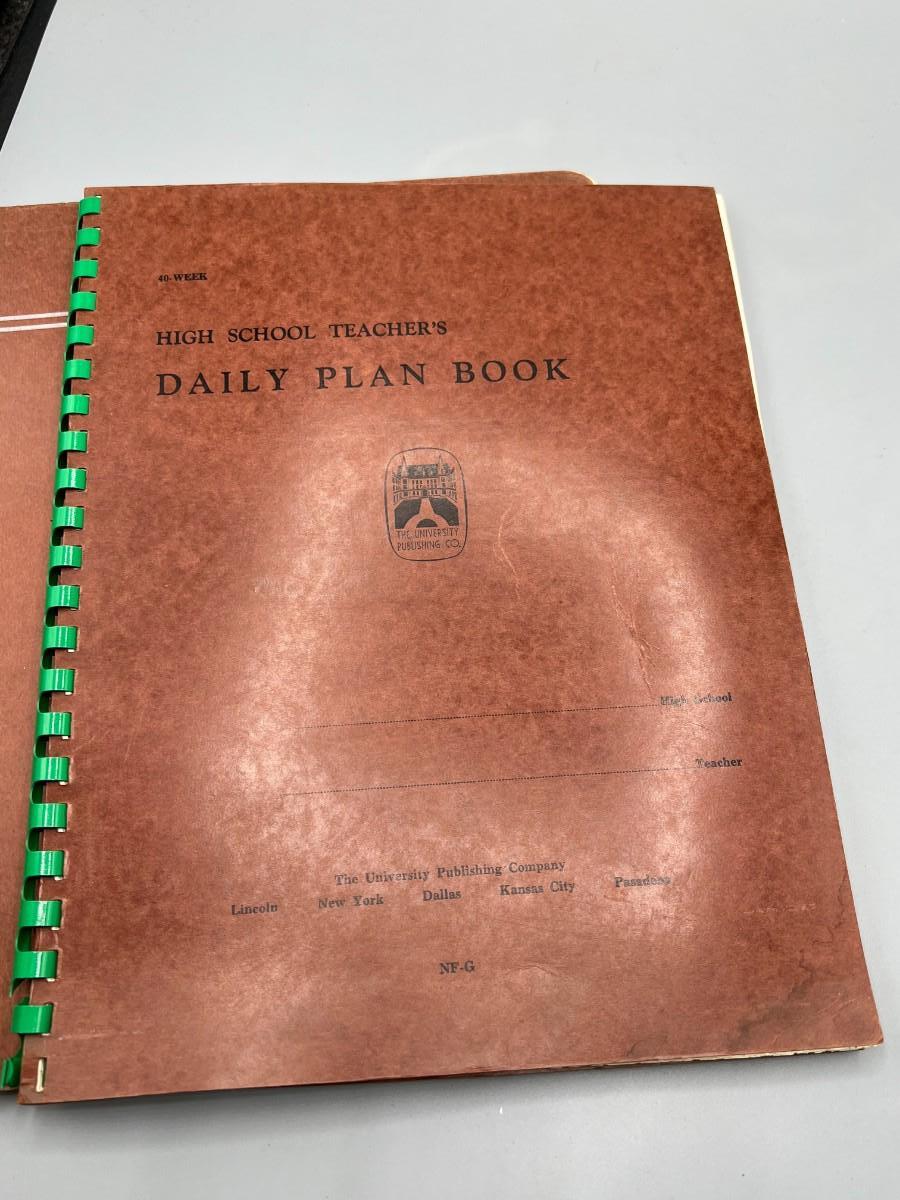 40-WEEK
HIGH SCHOOL TEACHER'S
DAILY PLAN BOOK
THE UNIVERSITY
PUBLISHING CO.
High School
Teacher
The University Publishing Company
Lincoln New York Dallas Kansas City Pasadena
NF-G